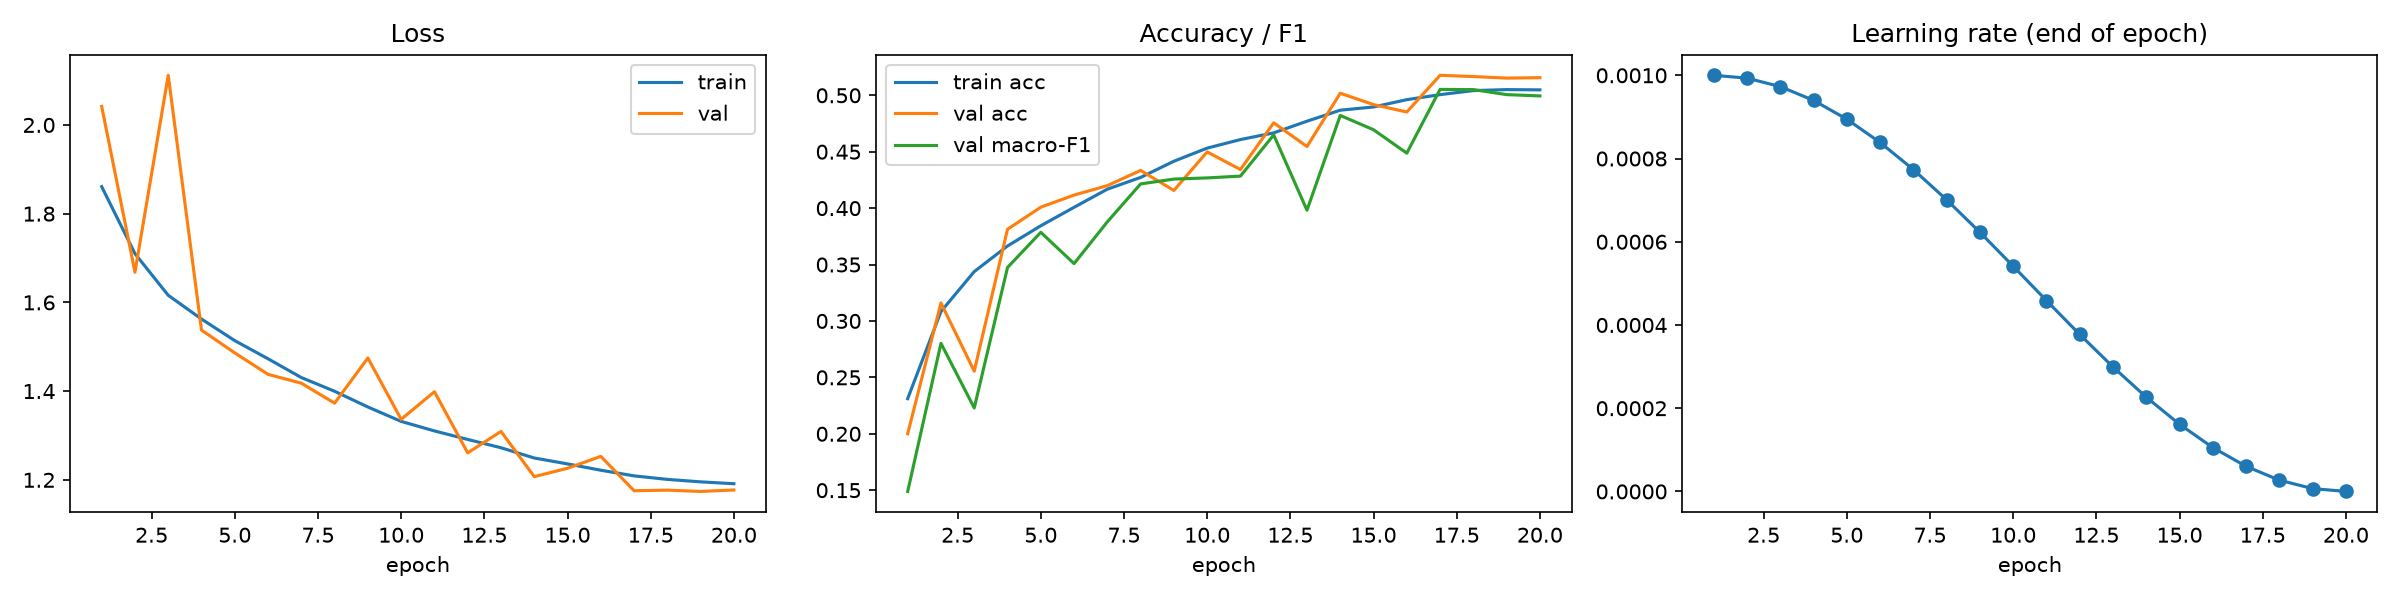 Loss
train
val
2.0
1.8
1.6
1.4
1.2
2.5 5.0 7.5 10.0 12.5 15.0 17.5 20.0
epoch
Accuracy / F1
train acc
val acc
val macro-F1
0.50
0.45
0.40
0.35
0.30
0.25
0.20
0.15
2.5 5.0 7.5 10.0 12.5 15.0 17.5 20.0
epoch
Learning rate (end of epoch)
0.0010
0.0008
0.0006
0.0004
0.0002
0.0000
2.5 5.0 7.5 10.0 12.5 15.0 17.5 20.0
epoch